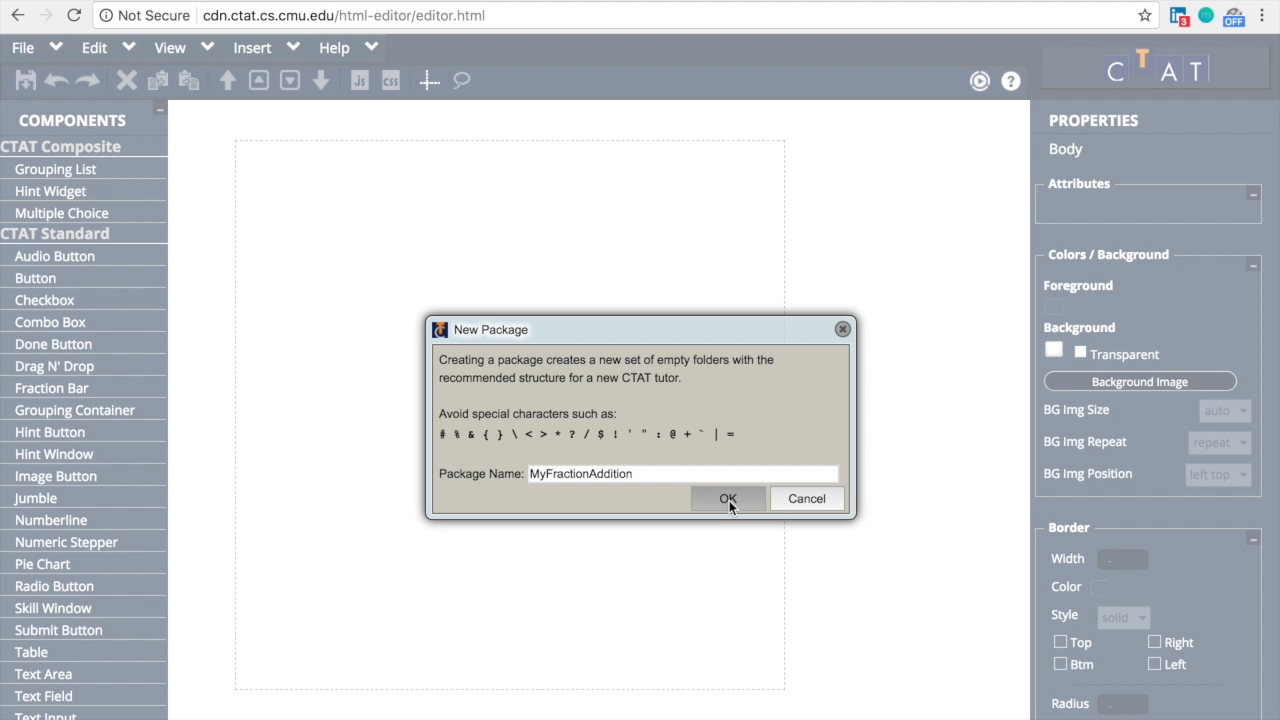 Not Secure cdn.ctat.cs.cmu.edu/html-editor/editor.html
3
m
OFF
File Edit View Insert Help
JS CSS ?
CTAT
COMPONENTS
CTAT Composite
Grouping List
Hint Widget
Multiple Choice
CTAT Standard
Audio Button
Button
Checkbox
Combo Box
Done Button
Drag N' Drop
Fraction Bar
Grouping Container
Hint Button
Hint Window
Image Button
Jumble
Numberline
Numeric Stepper
Pie Chart
Radio Button
Skill Window
Submit Button
Table
Text Area
Text Field
Text Input
New Package
Creating a package creates a new set of empty folders with the
recommended structure for a new CTAT tutor.
Avoid special characters such as:
# % & { } \ < > * ? / $ ! ' " : @ + ` | =
Package Name: MyFractionAddition
OK Cancel
PROPERTIES
Body
Attributes
Colors / Background
Foreground
Background
Transparent
Background Image
BG Img Size auto
BG Img Repeat repeat
BG Img Position left top
Border
Width -
Color
Style solid
Top Right
Btm Left
Radius -